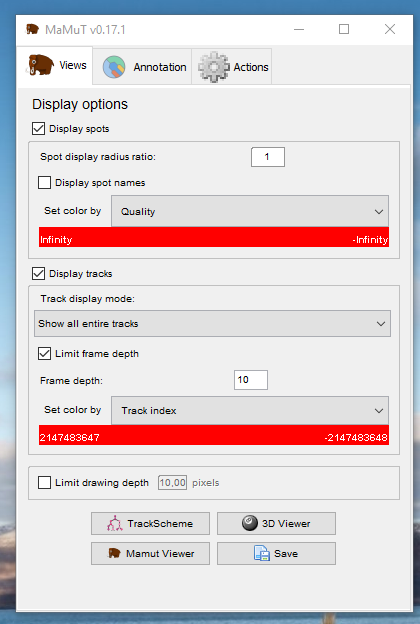 MaMuT v0.17.1
Views Annotation Actions
Display options
Display spots
Spot display radius ratio: 1
Display spot names
Set color by Quality
Infinity -Infinity
Display tracks
Track display mode:
Show all entire tracks
Limit frame depth
Frame depth: 10
Set color by Track index
2147483647 -2147483648
Limit drawing depth 10,00 pixels
TrackScheme 3D Viewer
Mamut Viewer Save